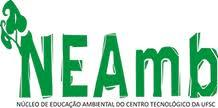 NEAmb
NÚCLEO DE EDUCAÇÃO AMBIENTAL DO CENTRO TECNOLÓGICO DA UFSC